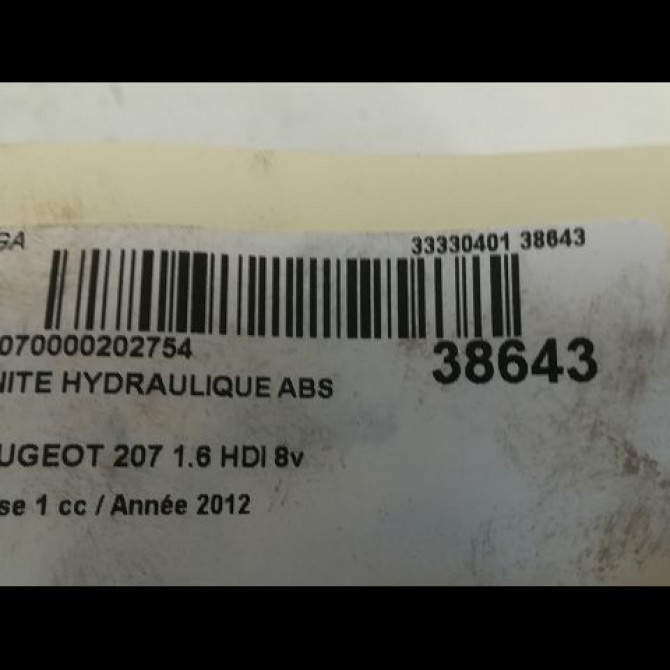 GA 33330401 38643
070000202754 38643
NITE HYDRAULIQUE ABS
UGEOT 207 1.6 HDI 8v
se 1 cc / Année 2012